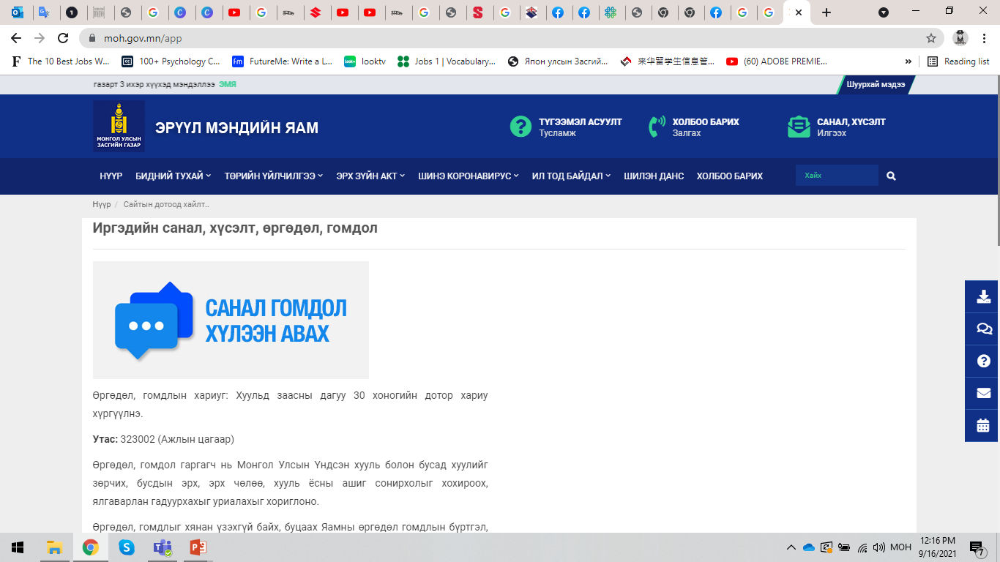 moh.gov.mn/app
The 10 Best Jobs W...
100+ Psychology C...
FutureMe: Write a L...
looktv
Jobs 1 | Vocabulary...
Япон улсын Засгий...
来华留学生信息管...
(60) ADOBE PREMIE...
»
Reading list
газарт 3 ихэр хүүхэд мэндэллээ ЭМЯ
Шуурхай мэдээ
МОНГОЛ УЛСЫН
ЗАСГИЙН ГАЗАР
ЭРҮҮЛ МЭНДИЙН ЯАМ
ТҮГЭЭМЭЛ АСУУЛТ
Тусламж
ХОЛБОО БАРИХ
Залгах
САНАЛ, ХҮСЭЛТ
Илгээх
НҮҮР
БИДНИЙ ТУХАЙ
ТӨРИЙН ҮЙЛЧИЛГЭЭ
ЭРХ ЗҮЙН АКТ
ШИНЭ КОРОНАВИРУС
ИЛ ТОД БАЙДАЛ
ШИЛЭН ДАНС
ХОЛБОО БАРИХ
Хайх
Нүүр / Сайтын дотоод хайлт..
Иргэдийн санал, хүсэлт, өргөдөл, гомдол
САНАЛ ГОМДОЛ
ХҮЛЭЭН АВАХ
Өргөдөл, гомдлын хариуг: Хуульд заасны дагуу 30 хоногийн дотор хариу
хүргүүлнэ.
Утас: 323002 (Ажлын цагаар)
Өргөдөл, гомдол гаргагч нь Монгол Улсын Үндсэн хууль болон бусад хуулийг
зөрчих, бусдын эрх, эрх чөлөө, хууль ёсны ашиг сонирхолыг хохироох,
ялгаварлан гадуурхахыг уриалахыг хориглоно.
Өргөдөл, гомдлыг хянан үзэхгүй байх, буцаах Яамны өргөдөл гомдлын бүртгэл,
МОН
12:16 PM
9/16/2021
7